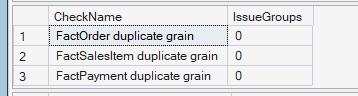 CheckName IssueGroups
1 FactOrder duplicate grain 0
2 FactSalesItem duplicate grain 0
3 FactPayment duplicate grain 0